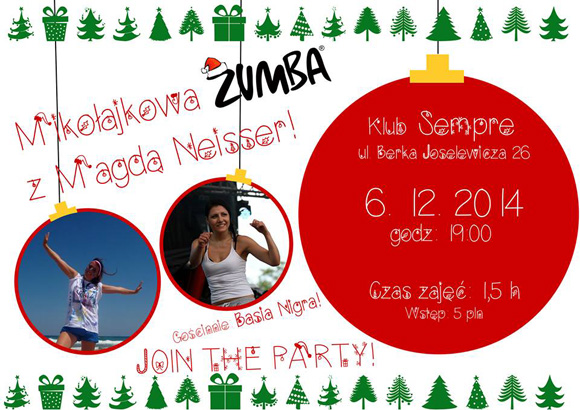 Mikołajkowa ZUMBA®
z Magdą Neisser!
Gościnnie Basia Nigra!
JOIN THE PARTY!
Klub Sempre
ul. Berka Joselewicza 26
6. 12. 2014
godz: 19:00
Czas zajęć: 1,5 h
Wstęp: 5 pln